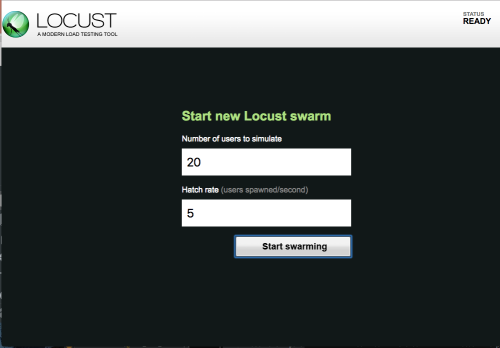 LOCUST
A MODERN LOAD TESTING TOOL
STATUS
READY
Start new Locust swarm
Number of users to simulate
20
Hatch rate (users spawned/second)
5
Start swarming